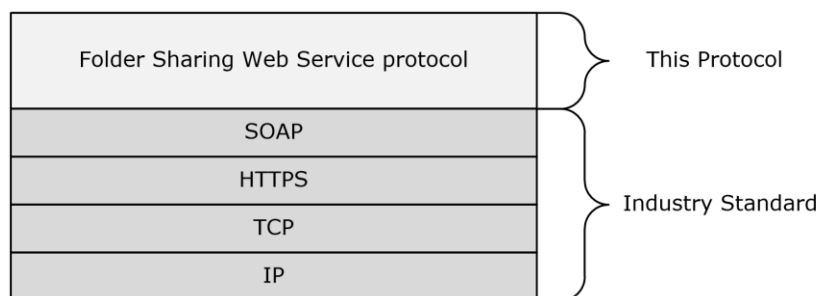 Folder Sharing Web Service protocol
This Protocol
SOAP
HTTPS
TCP
IP
Industry Standard